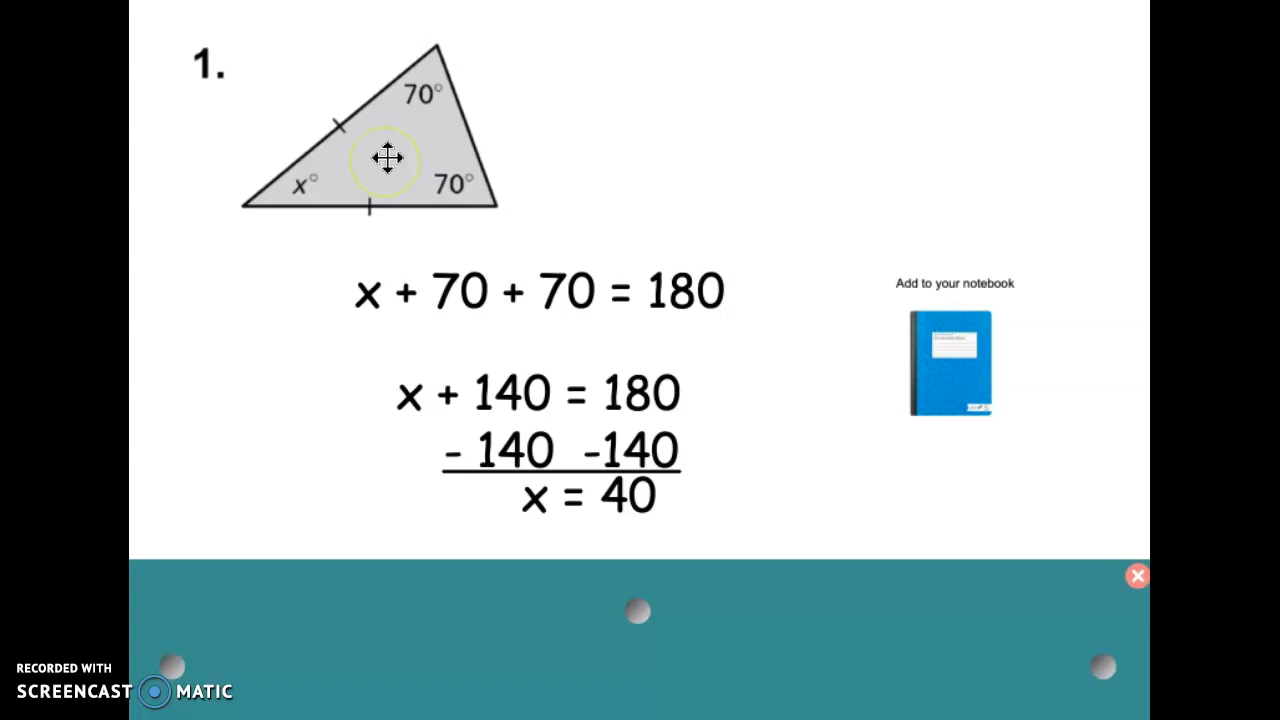 1.
70°
x°
70°
x + 70 + 70 = 180
Add to your notebook
x + 140 = 180
- 140 -140
x = 40
RECORDED WITH
SCREENCAST MATIC